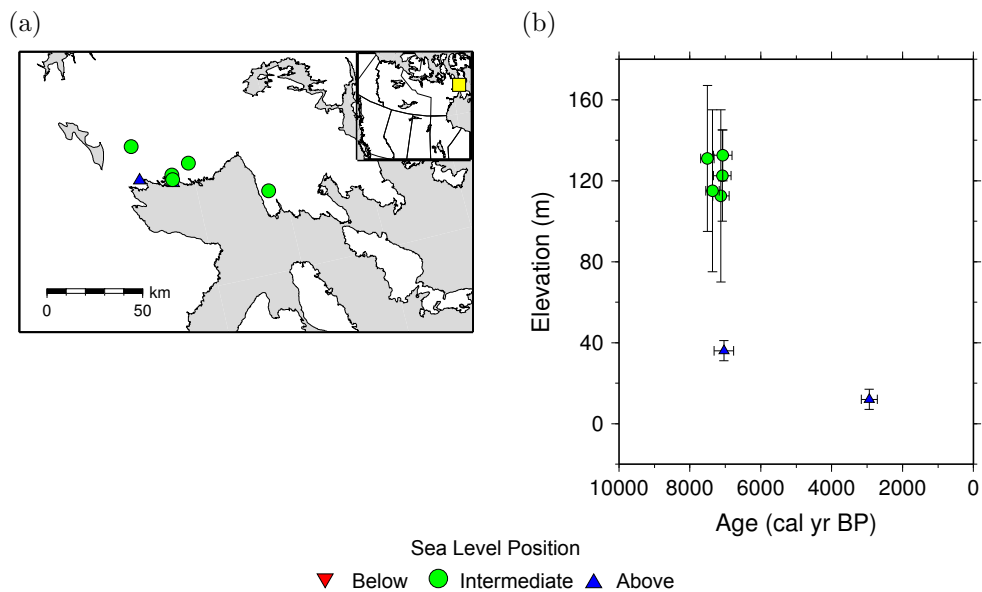 (a)
(b)
km
0 50
Elevation (m)
160
120
80
40
0
10000 8000 6000 4000 2000 0
Age (cal yr BP)
Sea Level Position
Below Intermediate Above